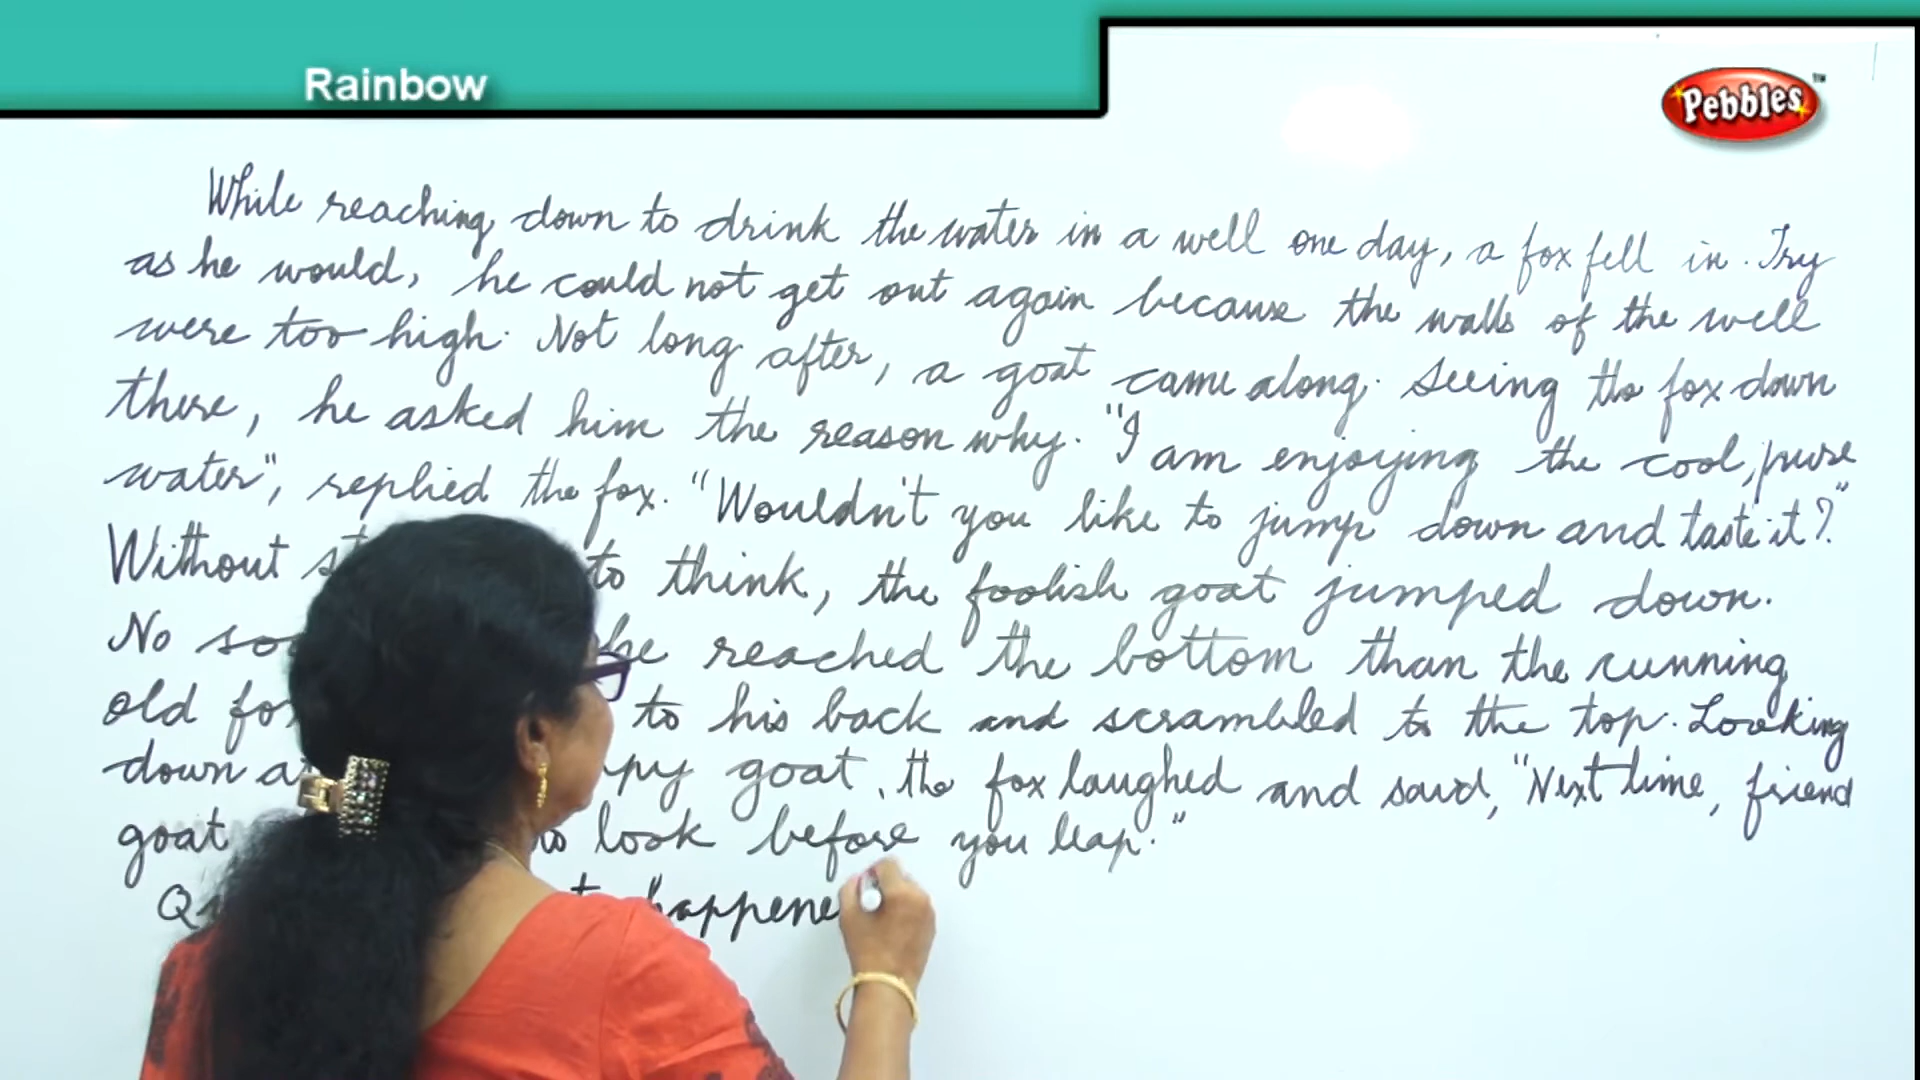 Rainbow
Pebbles
While reaching down to drink the water in a well one day, a fox fell in. Try
as he would, he could not get out again because the walls of the well
were too high. Not long after, a goat came along. Seeing the fox down
there, he asked him the reason why. "I am enjoying the cool, pure
water", replied the fox. "Wouldn't you like to jump down and taste it?"
Without to think, the foolish goat jumped down.
No he reached the bottom than the cunning
old to his back and scrambled to the top. Looking
down goat, the fox laughed and said, "Next time, friend
goat look before you leap."
happene